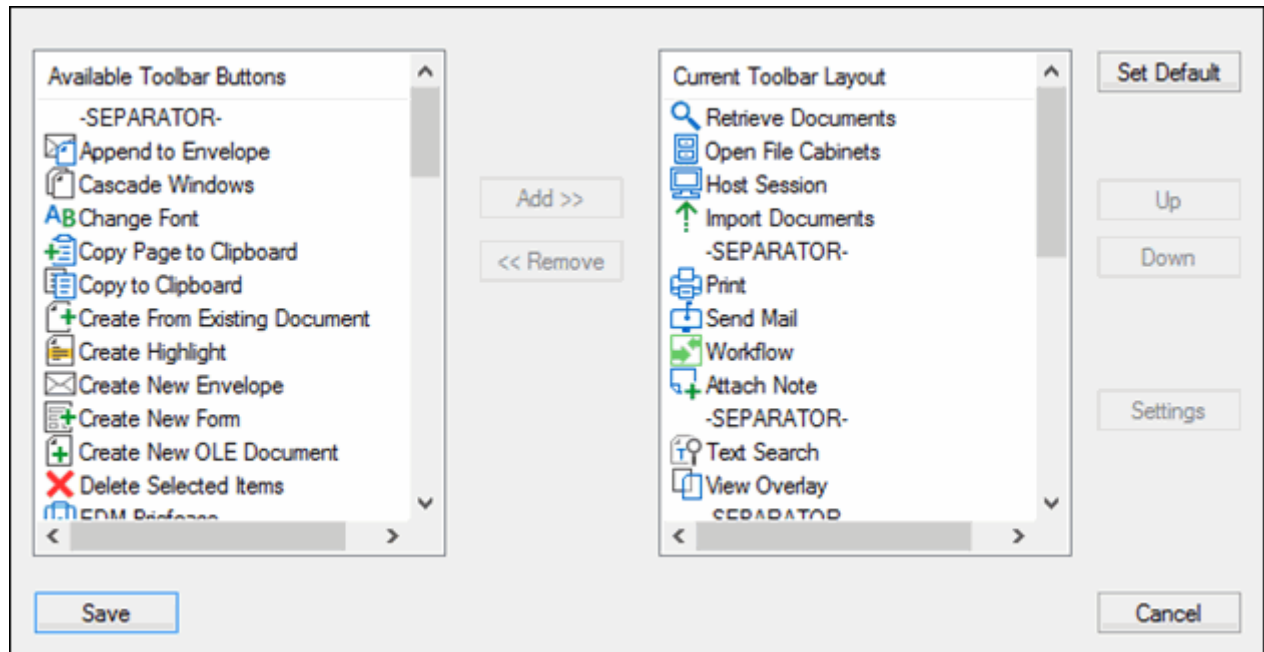 Available Toolbar Buttons
-SEPARATOR-
Append to Envelope
Cascade Windows
Change Font
Copy Page to Clipboard
Copy to Clipboard
Create From Existing Document
Create Highlight
Create New Envelope
Create New Form
Create New OLE Document
Delete Selected Items
EDM Briefcase
Add >>
<< Remove
Current Toolbar Layout
Retrieve Documents
Open File Cabinets
Host Session
Import Documents
-SEPARATOR-
Print
Send Mail
Workflow
Attach Note
-SEPARATOR-
Text Search
View Overlay
-SEPARATOR-
Set Default
Up
Down
Settings
Save
Cancel